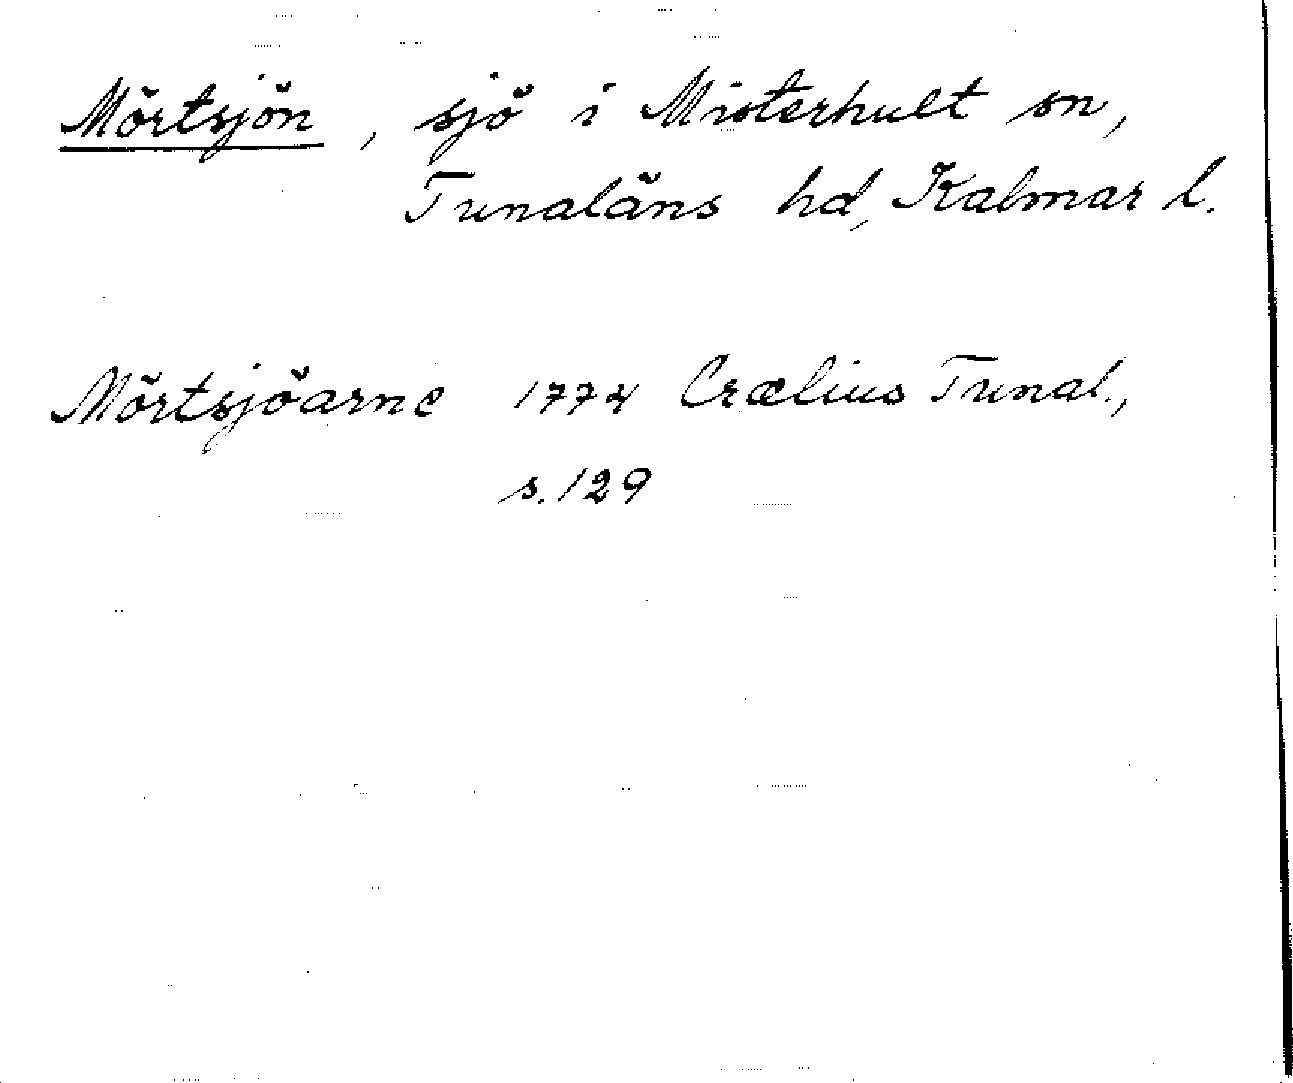 Mörtsjön, sjö i Misterhult sn,
Tunaläns hd, Kalmar l.
Mörtsjöarne 1774 Crælius Tunal.,
s. 129